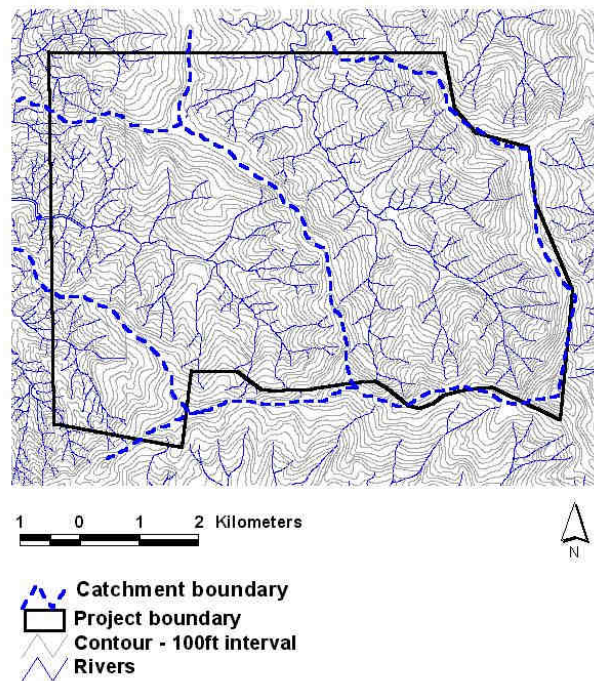 1 0 1 2 Kilometers
N
Catchment boundary
Project boundary
Contour - 100ft interval
Rivers